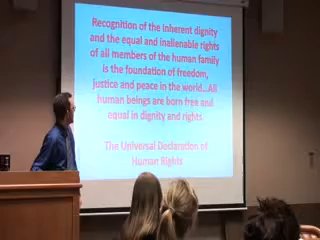 Recognition of the inherent dignity
and the equal and inalienable rights
of all members of the human family
is the foundation of freedom,
justice and peace in the world...All
human beings are born free and
equal in dignity and rights.
The Universal Declaration of
Human Rights